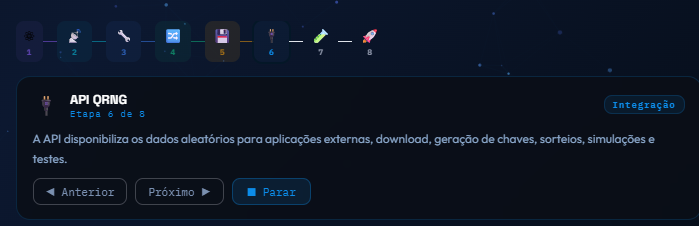 1 2 3 4 5 6 7 8
API QRNG
Etapa 6 de 8
Integração
A API disponibiliza os dados aleatórios para aplicações externas, download, geração de chaves, sorteios, simulações e
testes.
◀ Anterior Próximo ▶ ■ Parar